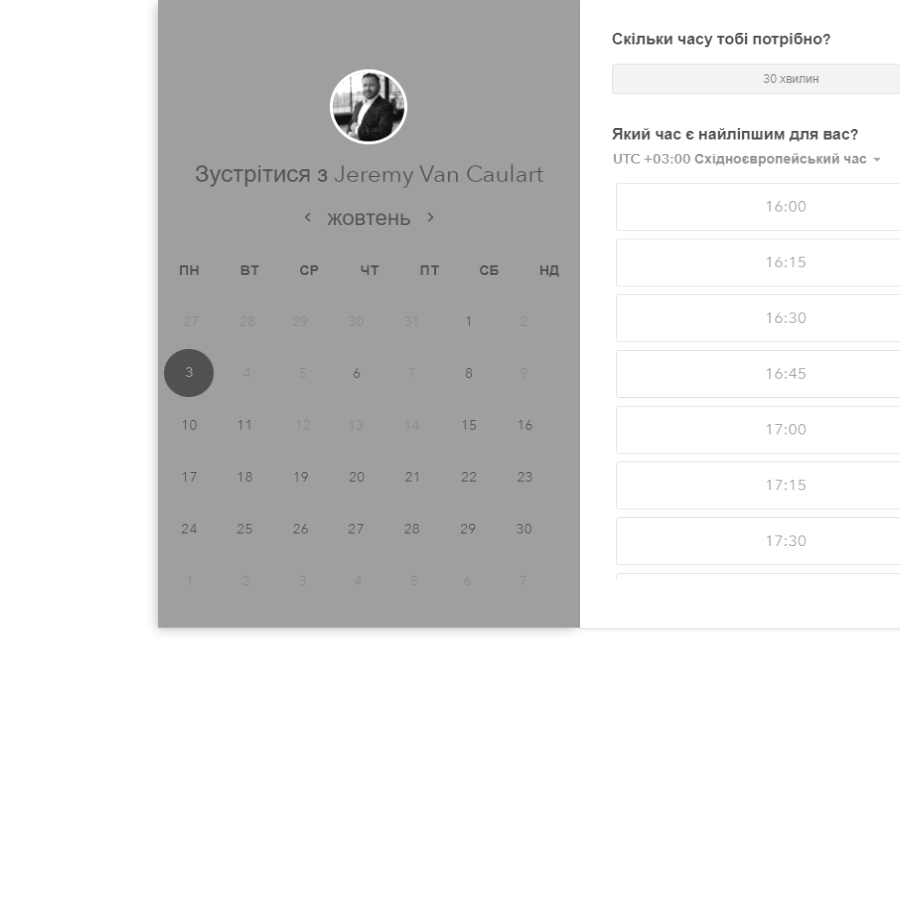 Зустрітися з Jeremy Van Caulart
жовтень
ПН ВТ СР ЧТ ПТ СБ НД
27 28 29 30 31 1 2
3 4 5 6 7 8 9
10 11 12 13 14 15 16
17 18 19 20 21 22 23
24 25 26 27 28 29 30
1 2 3 4 5 6 7
Скільки часу тобі потрібно?
30 хвилин
Який час є найліпшим для вас?
UTC +03:00 Східноєвропейський час
16:00
16:15
16:30
16:45
17:00
17:15
17:30